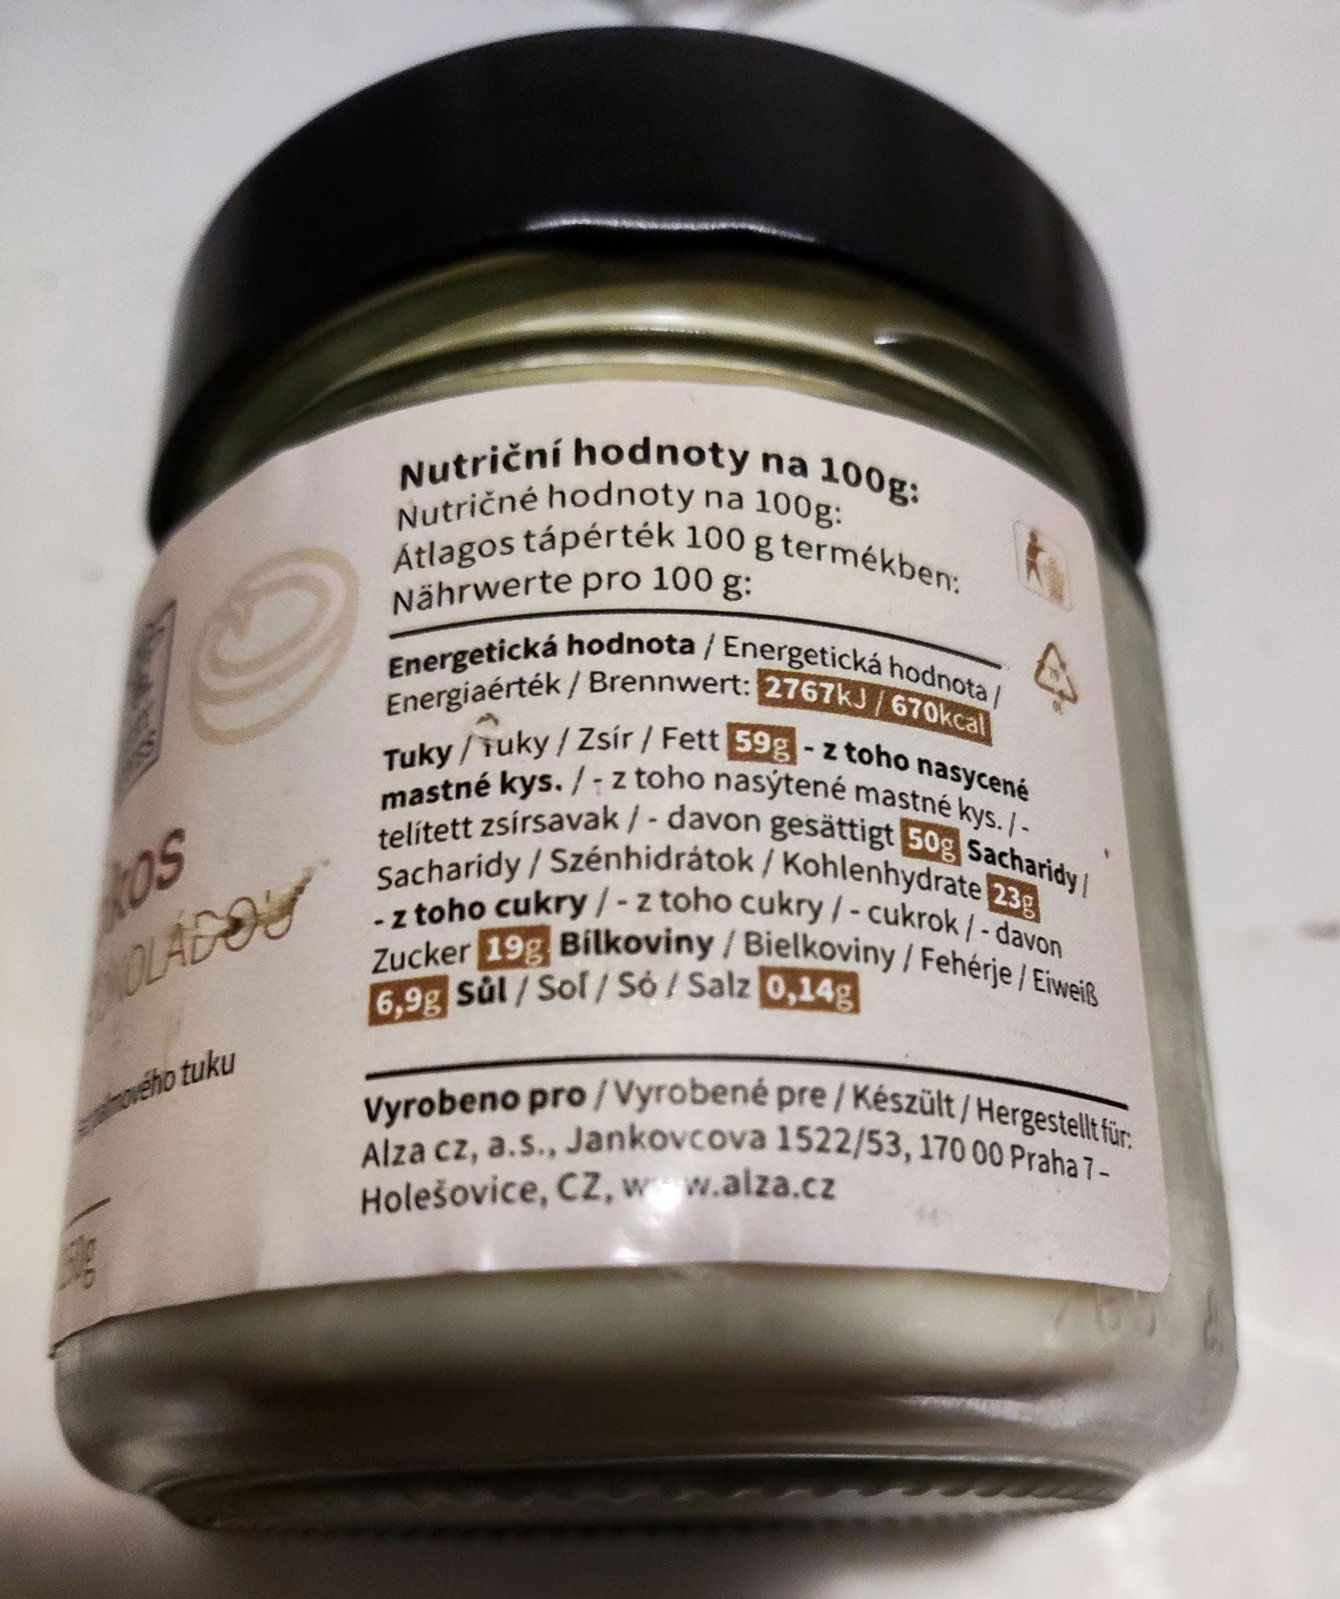 Nutriční hodnoty na 100g:
Nutričné hodnoty na 100g:
Átlagos tápérték 100 g termékben:
Nährwerte pro 100 g:
Energetická hodnota / Energetická hodnota /
Energiaérték / Brennwert: 2767kJ / 670kcal
Tuky / Tuky / Zsír / Fett 59g - z toho nasycené
mastné kys. / - z toho nasýtené mastné kys. / -
telített zsírsavak / - davon gesättigt 50g Sacharidy /
Sacharidy / Szénhidrátok / Kohlenhydrate 23g
- z toho cukry / - z toho cukry / - cukrok / - davon
Zucker 19g Bílkoviny / Bielkoviny / Fehérje / Eiweiß
6,9g Sůl / Soľ / Só / Salz 0,14g
Vyrobeno pro / Vyrobené pre / Készült / Hergestellt für:
Alza cz, a.s., Jankovcova 1522/53, 170 00 Praha 7 –
Holešovice, CZ, www.alza.cz
tuku